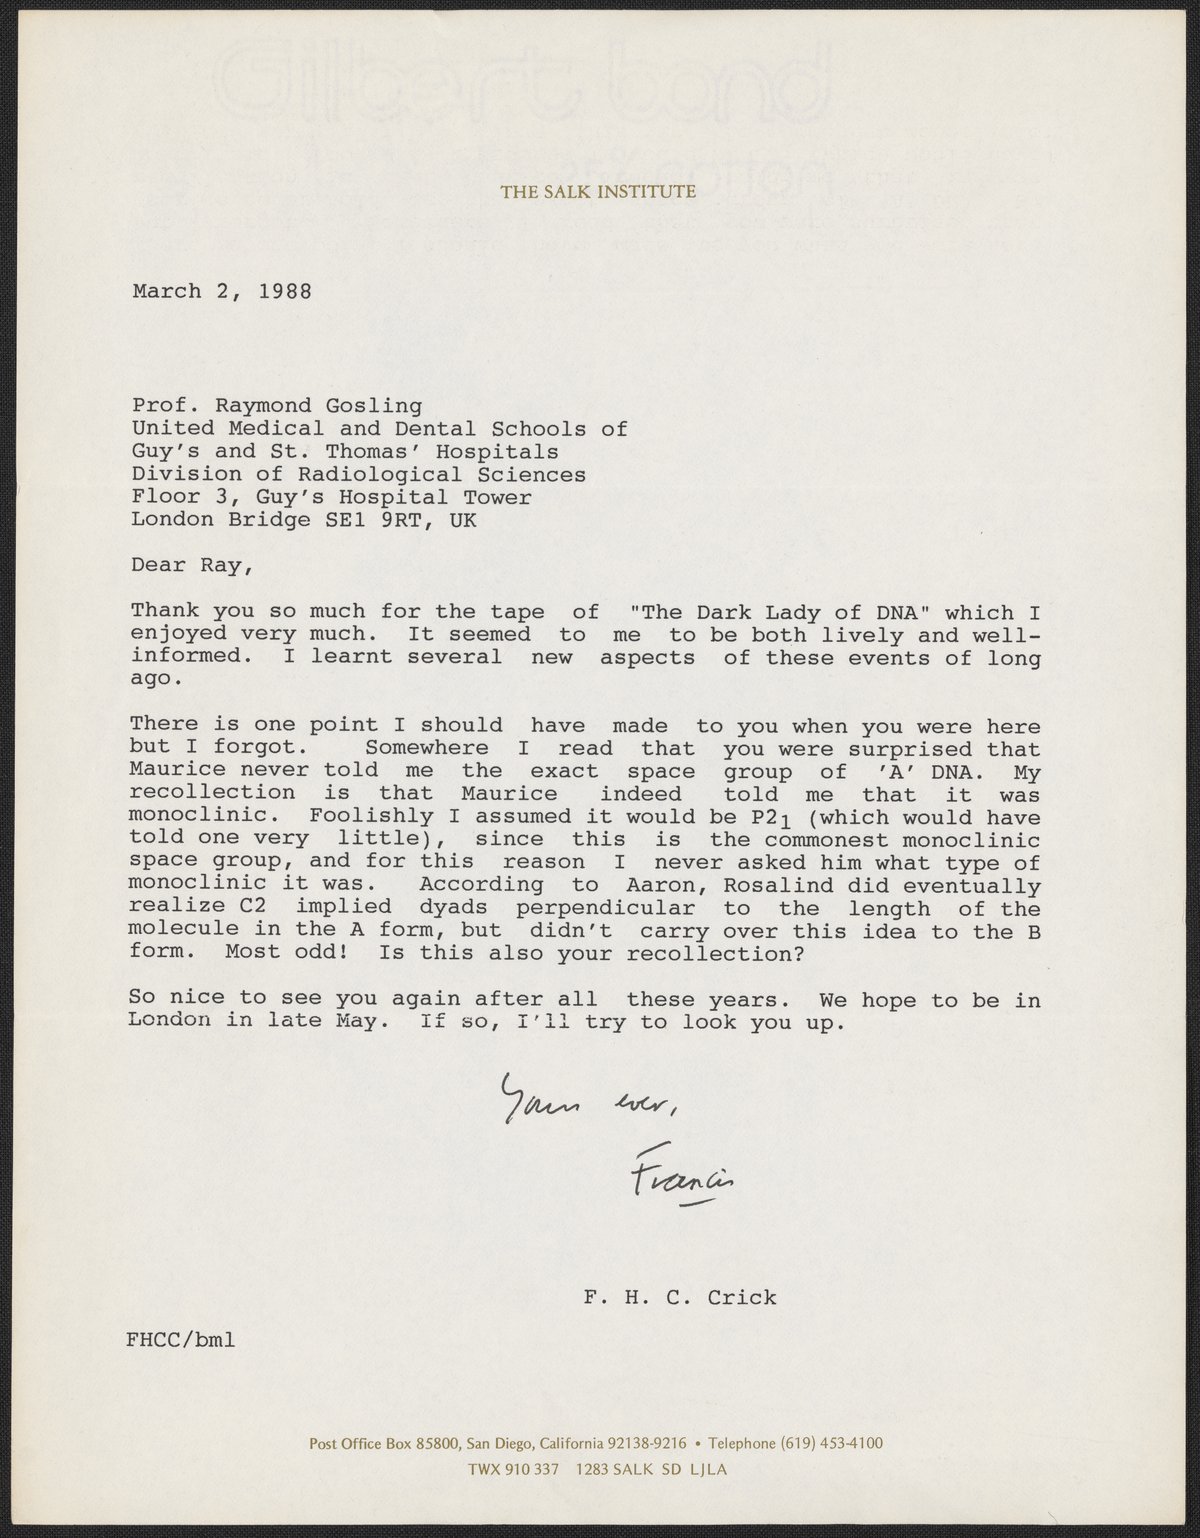 THE SALK INSTITUTE
March 2, 1988
Prof. Raymond Gosling
United Medical and Dental Schools of
Guy's and St. Thomas' Hospitals
Division of Radiological Sciences
Floor 3, Guy's Hospital Tower
London Bridge SE1 9RT, UK
Dear Ray,
Thank you so much for the tape of "The Dark Lady of DNA" which I
enjoyed very much. It seemed to me to be both lively and well-
informed. I learnt several new aspects of these events of long
ago.
There is one point I should have made to you when you were here
but I forgot. Somewhere I read that you were surprised that
Maurice never told me the exact space group of 'A' DNA. My
recollection is that Maurice indeed told me that it was
monoclinic. Foolishly I assumed it would be P2₁ (which would have
told one very little), since this is the commonest monoclinic
space group, and for this reason I never asked him what type of
monoclinic it was. According to Aaron, Rosalind did eventually
realize C2 implied dyads perpendicular to the length of the
molecule in the A form, but didn't carry over this idea to the B
form. Most odd! Is this also your recollection?
So nice to see you again after all these years. We hope to be in
London in late May. If so, I'll try to look you up.
Yours ever,
Francis
F. H. C. Crick
FHCC/bml
Post Office Box 85800, San Diego, California 92138-9216 • Telephone (619) 453-4100
TWX 910 337 1283 SALK SD LJLA